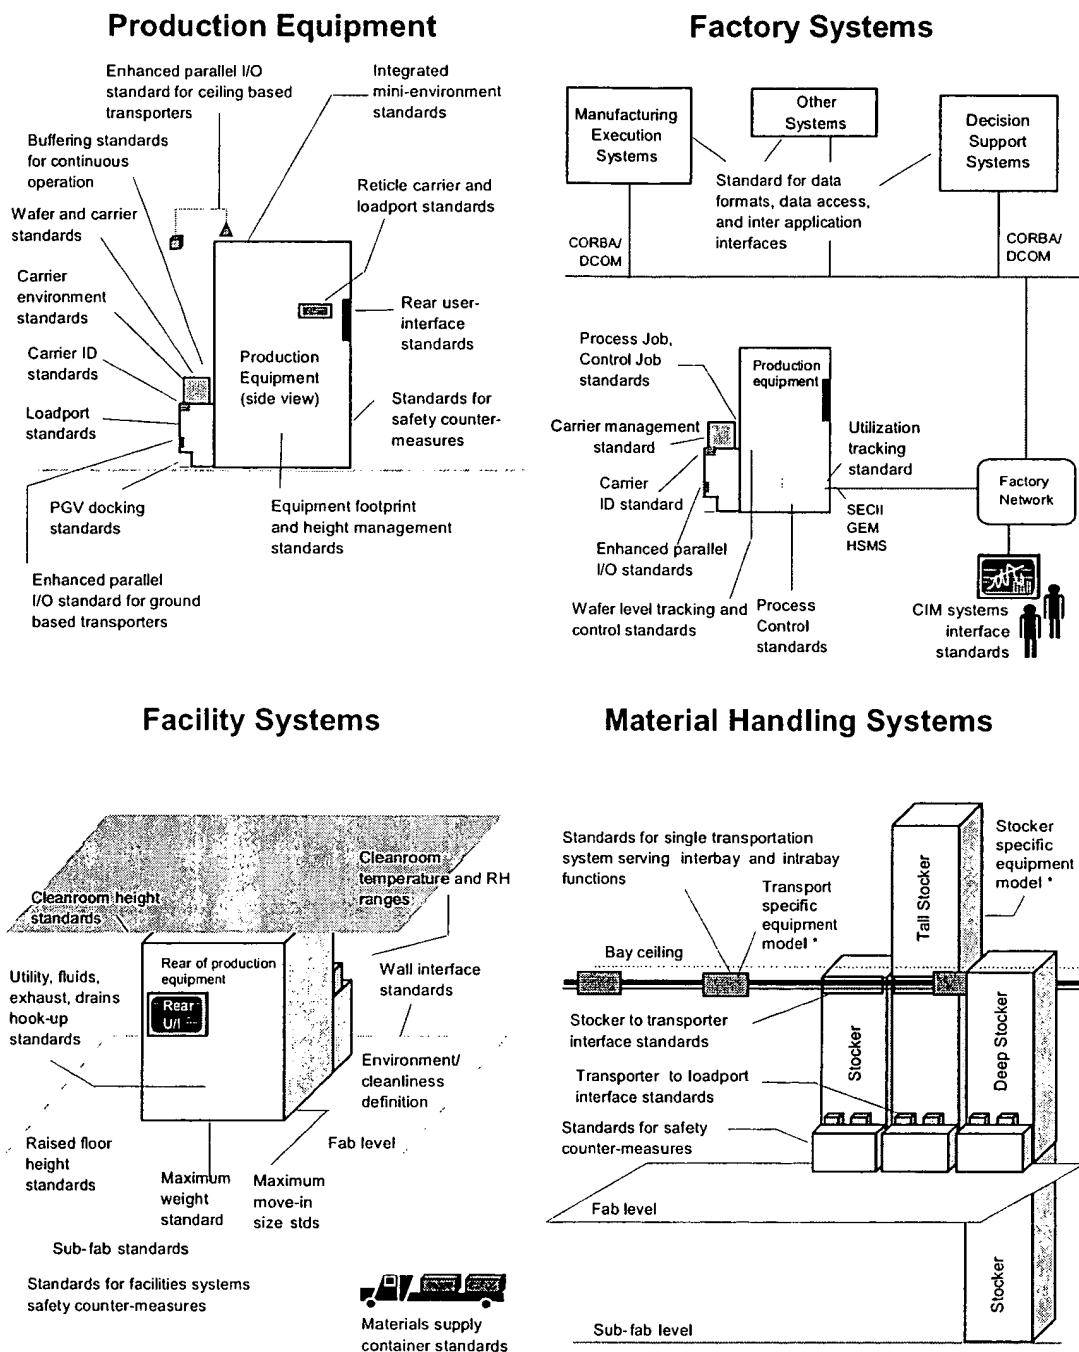 Production Equipment
Enhanced parallel I/O
standard for ceiling based
transporters
Integrated
mini-environment
standards
Buffering standards
for continuous
operation
Reticle carrier and
loadport standards
Wafer and carrier
standards
Carrier
environment
standards
Rear user-
interface
standards
Carrier ID
standards
Production
Equipment
(side view)
Loadport
standards
Standards for
safety counter-
measures
PGV docking
standards
Equipment footprint
and height management
standards
Enhanced parallel
I/O standard for ground
based transporters
Factory Systems
Manufacturing
Execution
Systems
Other
Systems
Decision
Support
Systems
Standard for data
formats, data access,
and inter application
interfaces
CORBA/
DCOM
CORBA/
DCOM
Process Job,
Control Job
standards
Production
equipment
Carrier management
standard
Utilization
tracking
standard
Carrier
ID standard
Factory
Network
SECII
GEM
HSMS
Enhanced parallel
I/O standards
Wafer level tracking and
control standards
Process
Control
standards
CIM systems
interface
standards
Facility Systems
Cleanroom
temperature and RH
ranges
Cleanroom height
standards
Rear of production
equipment
Rear
U/I
Utility, fluids,
exhaust, drains
hook-up
standards
Wall interface
standards
Environment/
cleanliness
definition
Raised floor
height
standards
Fab level
Maximum
weight
standard
Maximum
move-in
size stds
Sub-fab standards
Standards for facilities systems
safety counter-measures
Materials supply
container standards
Material Handling Systems
Standards for single transportation
system serving interbay and intrabay
functions
Stocker
specific
equipment
model *
Transport
specific
equipment
model *
Tall Stocker
Bay ceiling
Stocker to transporter
interface standards
Stocker
Deep Stocker
Transporter to loadport
interface standards
Standards for safety
counter-measures
Fab level
Stocker
Sub-fab level